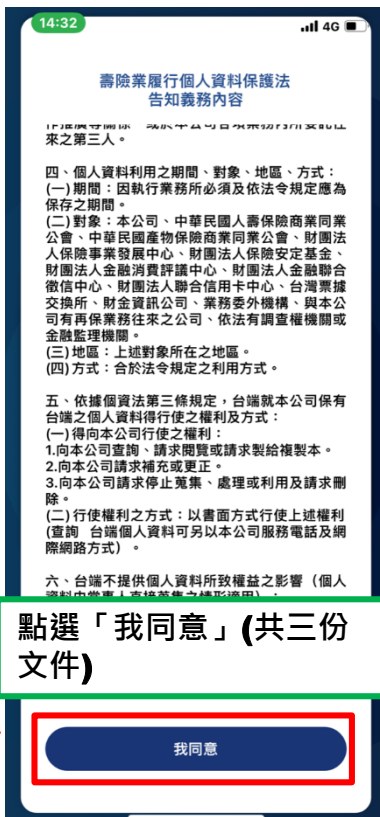 14:32
4G
壽險業履行個人資料保護法
告知義務內容
來之第三人。
四、個人資料利用之期間、對象、地區、方式：
(一)期間：因執行業務所必須及依法令規定應為
保存之期間。
(二)對象：本公司、中華民國人壽保險商業同業
公會、中華民國產物保險商業同業公會、財團法
人保險事業發展中心、財團法人保險安定基金、
財團法人金融消費評議中心、財團法人金融聯合
徵信中心、財團法人聯合信用卡中心、台灣票據
交換所、財金資訊公司、業務委外機構、與本公
司有再保業務往來之公司、依法有調查權機關或
金融監理機關。
(三)地區：上述對象所在之地區。
(四)方式：合於法令規定之利用方式。
五、依據個資法第三條規定，台端就本公司保有
台端之個人資料得行使之權利及方式：
(一)得向本公司行使之權利：
1.向本公司查詢、請求閱覽或請求製給複製本。
2.向本公司請求補充或更正。
3.向本公司請求停止蒐集、處理或利用及請求刪
除。
(二)行使權利之方式：以書面方式行使上述權利
(查詢 台端個人資料可另以本公司服務電話及網
際網路方式）。
六、台端不提供個人資料所致權益之影響（個人
點選「我同意」(共三份
文件)
我同意